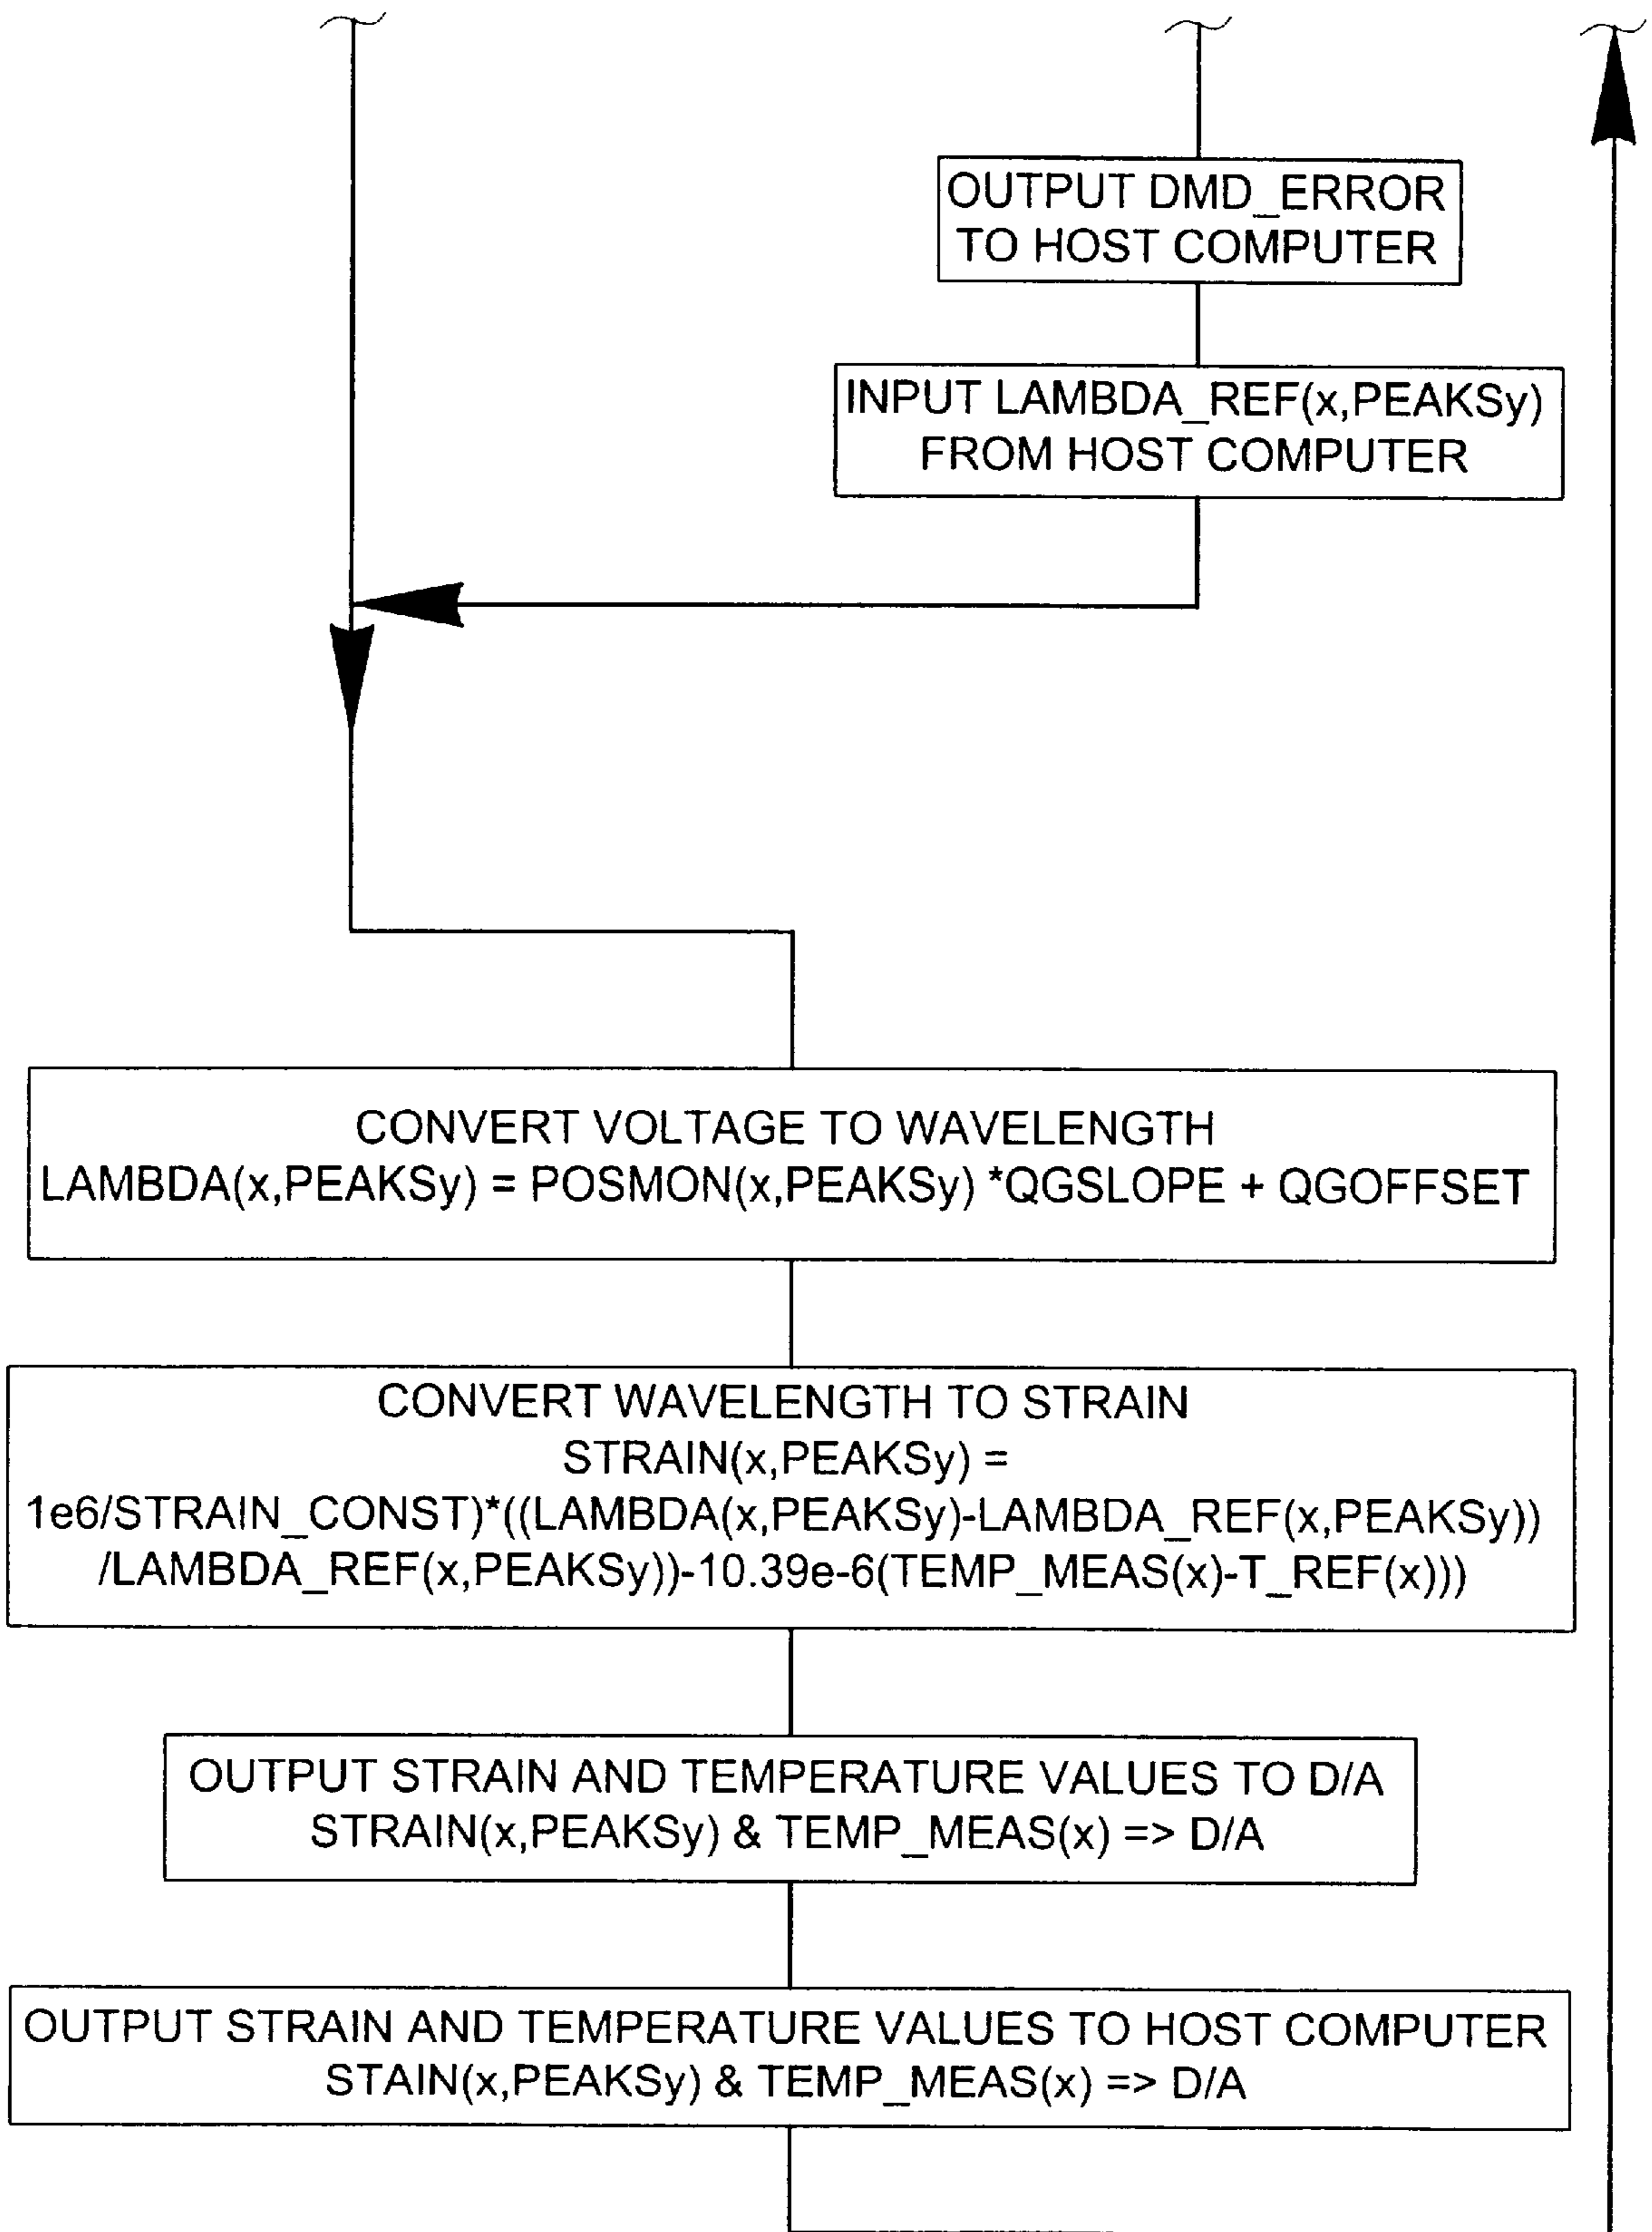 OUTPUT DMD_ERROR
TO HOST COMPUTER
INPUT LAMBDA_REF(x,PEAKSy)
FROM HOST COMPUTER
CONVERT VOLTAGE TO WAVELENGTH
LAMBDA(x,PEAKSy) = POSMON(x,PEAKSy) *QGSLOPE + QGOFFSET
CONVERT WAVELENGTH TO STRAIN
STRAIN(x,PEAKSy) =
1e6/STRAIN_CONST)*((LAMBDA(x,PEAKSy)-LAMBDA_REF(x,PEAKSy))
/LAMBDA_REF(x,PEAKSy))-10.39e-6(TEMP_MEAS(x)-T_REF(x)))
OUTPUT STRAIN AND TEMPERATURE VALUES TO D/A
STRAIN(x,PEAKSy) & TEMP_MEAS(x) => D/A
OUTPUT STRAIN AND TEMPERATURE VALUES TO HOST COMPUTER
STAIN(x,PEAKSy) & TEMP_MEAS(x) => D/A